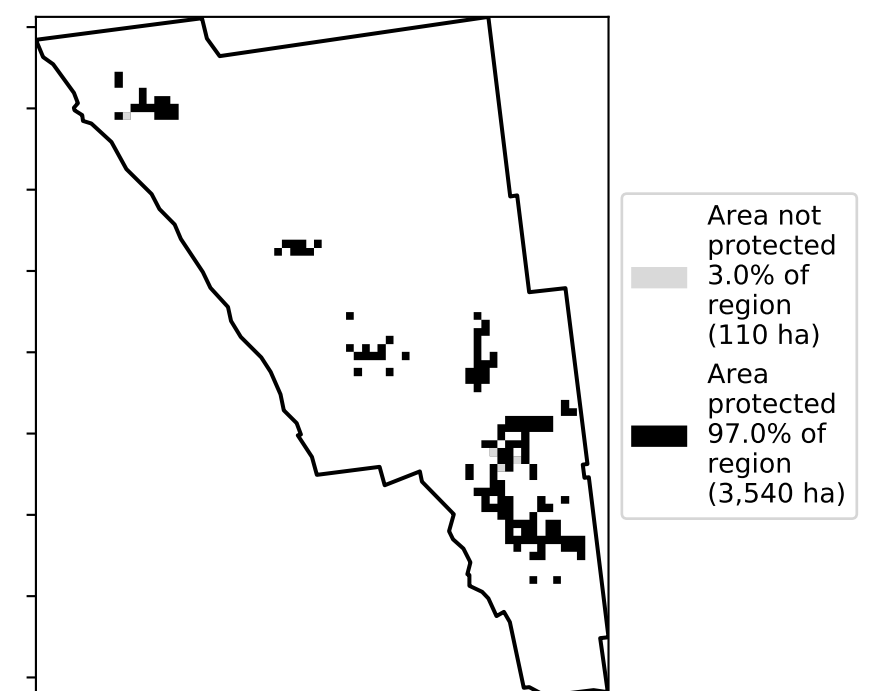 Area not
protected
3.0% of
region
(110 ha)
Area
protected
97.0% of
region
(3,540 ha)